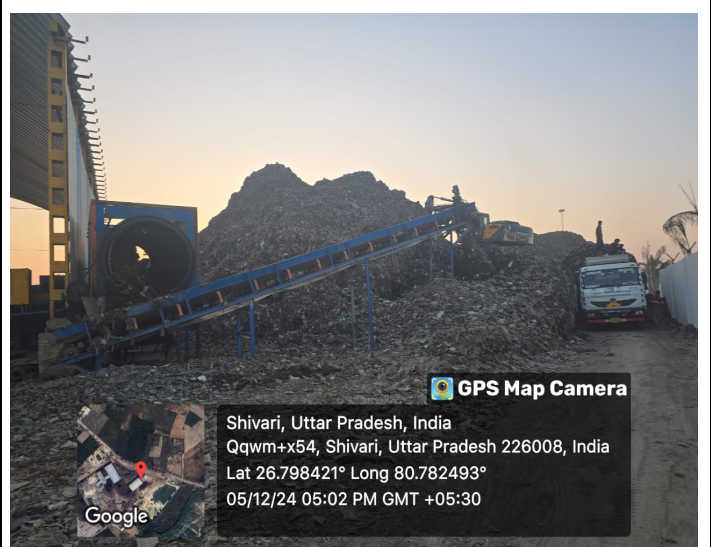 GPS Map Camera
Shivari, Uttar Pradesh, India
Qqwm+x54, Shivari, Uttar Pradesh 226008, India
Lat 26.798421° Long 80.782493°
05/12/24 05:02 PM GMT +05:30
Google